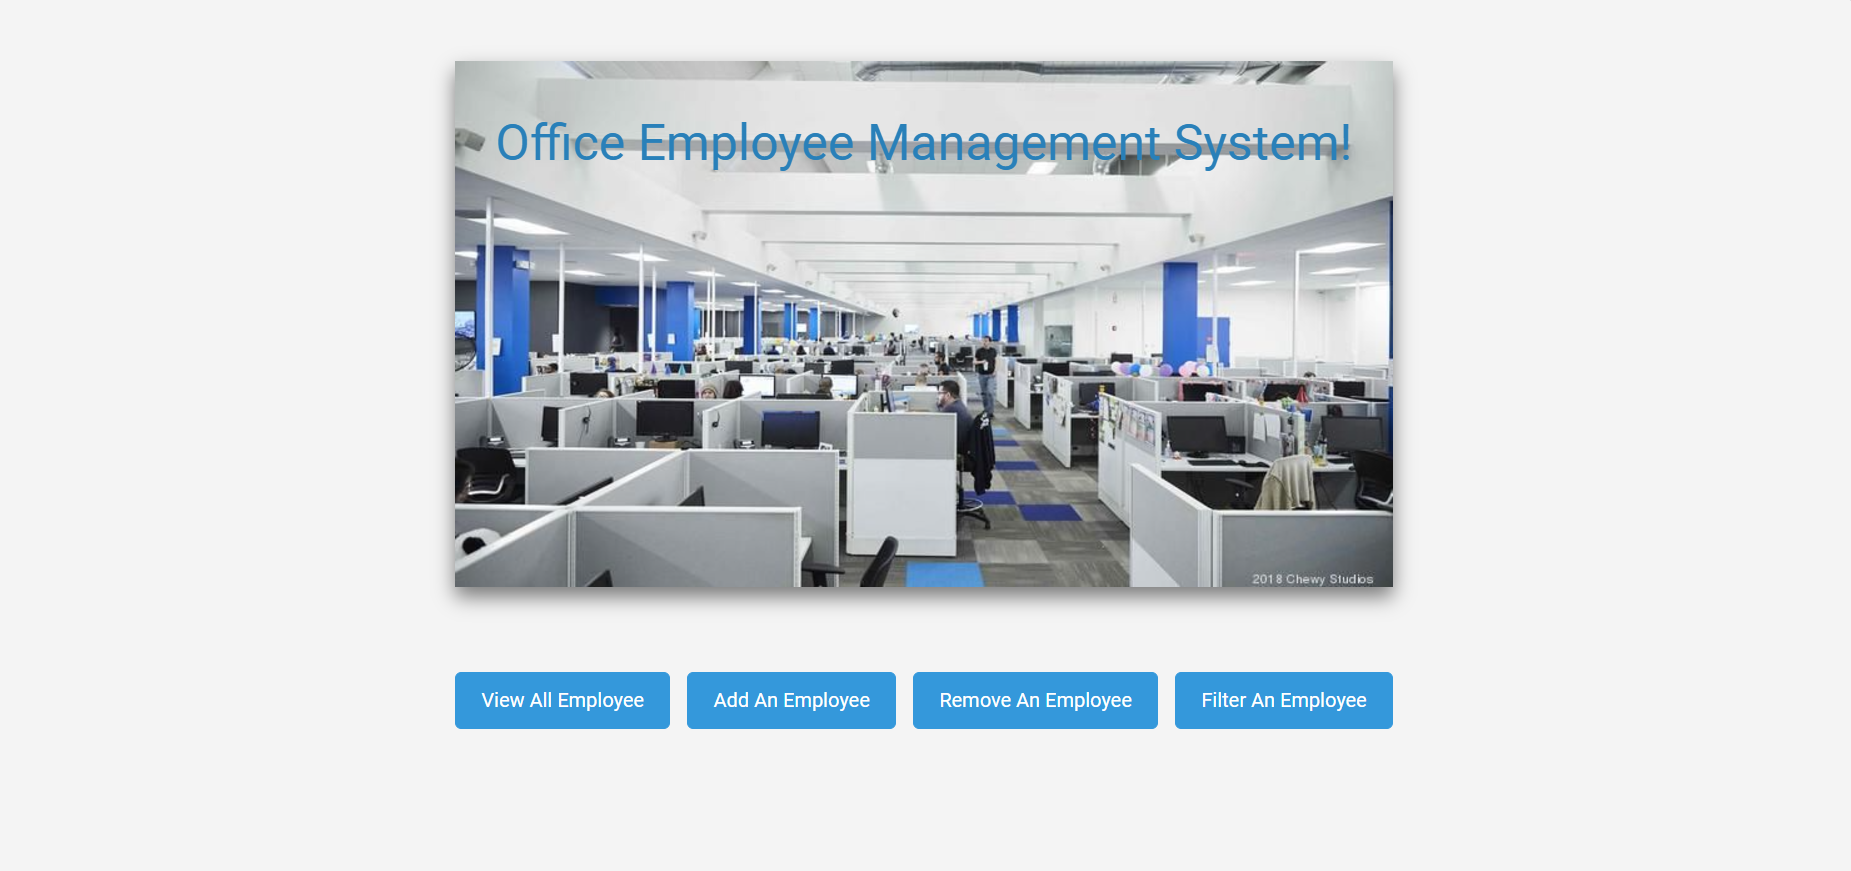 Office Employee Management System!
2018 Chewy Studios
View All Employee
Add An Employee
Remove An Employee
Filter An Employee